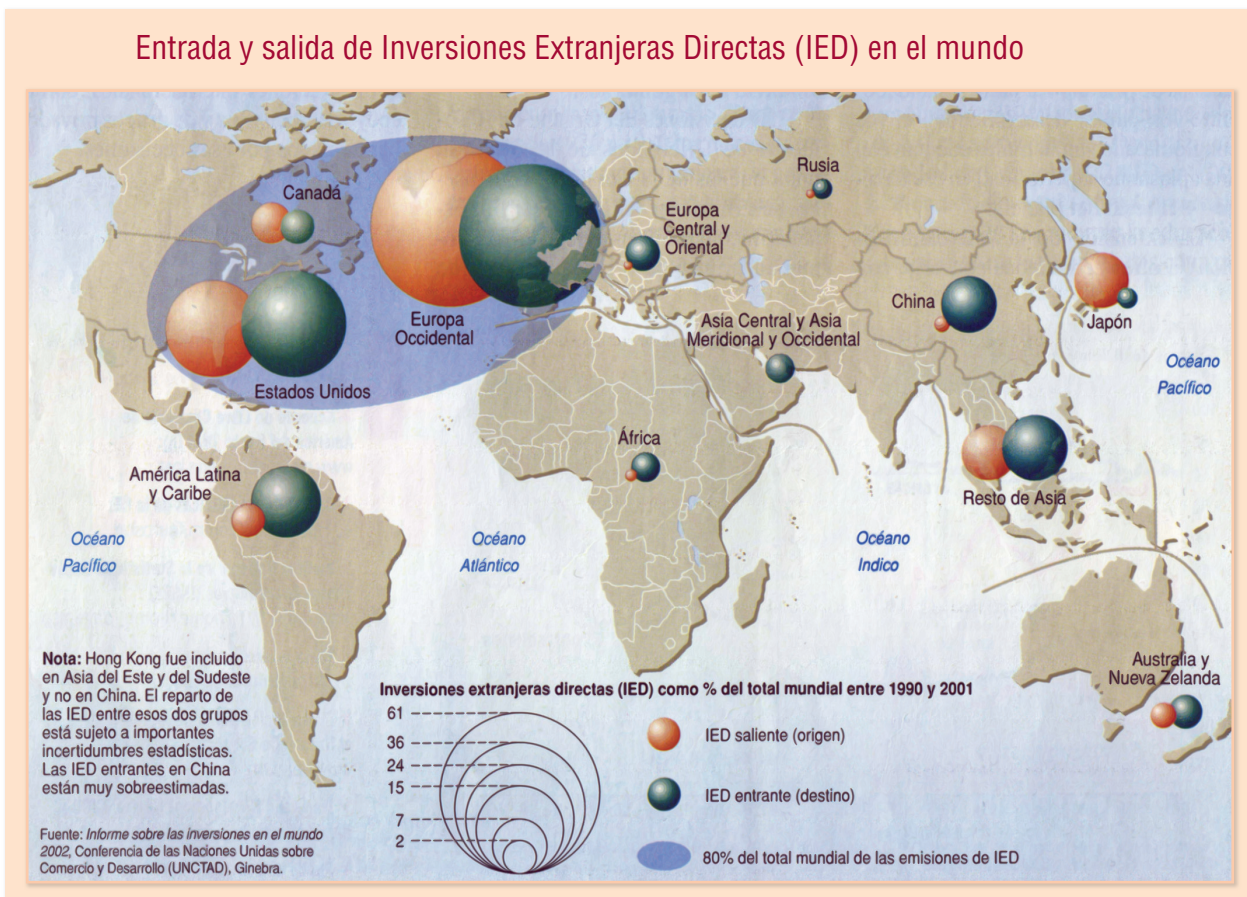 Entrada y salida de Inversiones Extranjeras Directas (IED) en el mundo
Canadá
Rusia
Europa
Central y
Oriental
Europa
Occidental
China
Japón
Asia Central y Asia
Meridional y Occidental
Océano
Pacífico
Estados Unidos
África
América Latina
y Caribe
Resto de Asia
Océano
Pacífico
Océano
Atlántico
Océano
Indico
Australia y
Nueva Zelanda
Nota: Hong Kong fue incluido
en Asia del Este y del Sudeste
y no en China. El reparto de
las IED entre esos dos grupos
está sujeto a importantes
incertidumbres estadísticas.
Las IED entrantes en China
están muy sobreestimadas.
Fuente: Informe sobre las inversiones en el mundo
2002, Conferencia de las Naciones Unidas sobre
Comercio y Desarrollo (UNCTAD), Ginebra.
Inversiones extranjeras directas (IED) como % del total mundial entre 1990 y 2001
61
36
24
15
7
2
IED saliente (origen)
IED entrante (destino)
80% del total mundial de las emisiones de IED